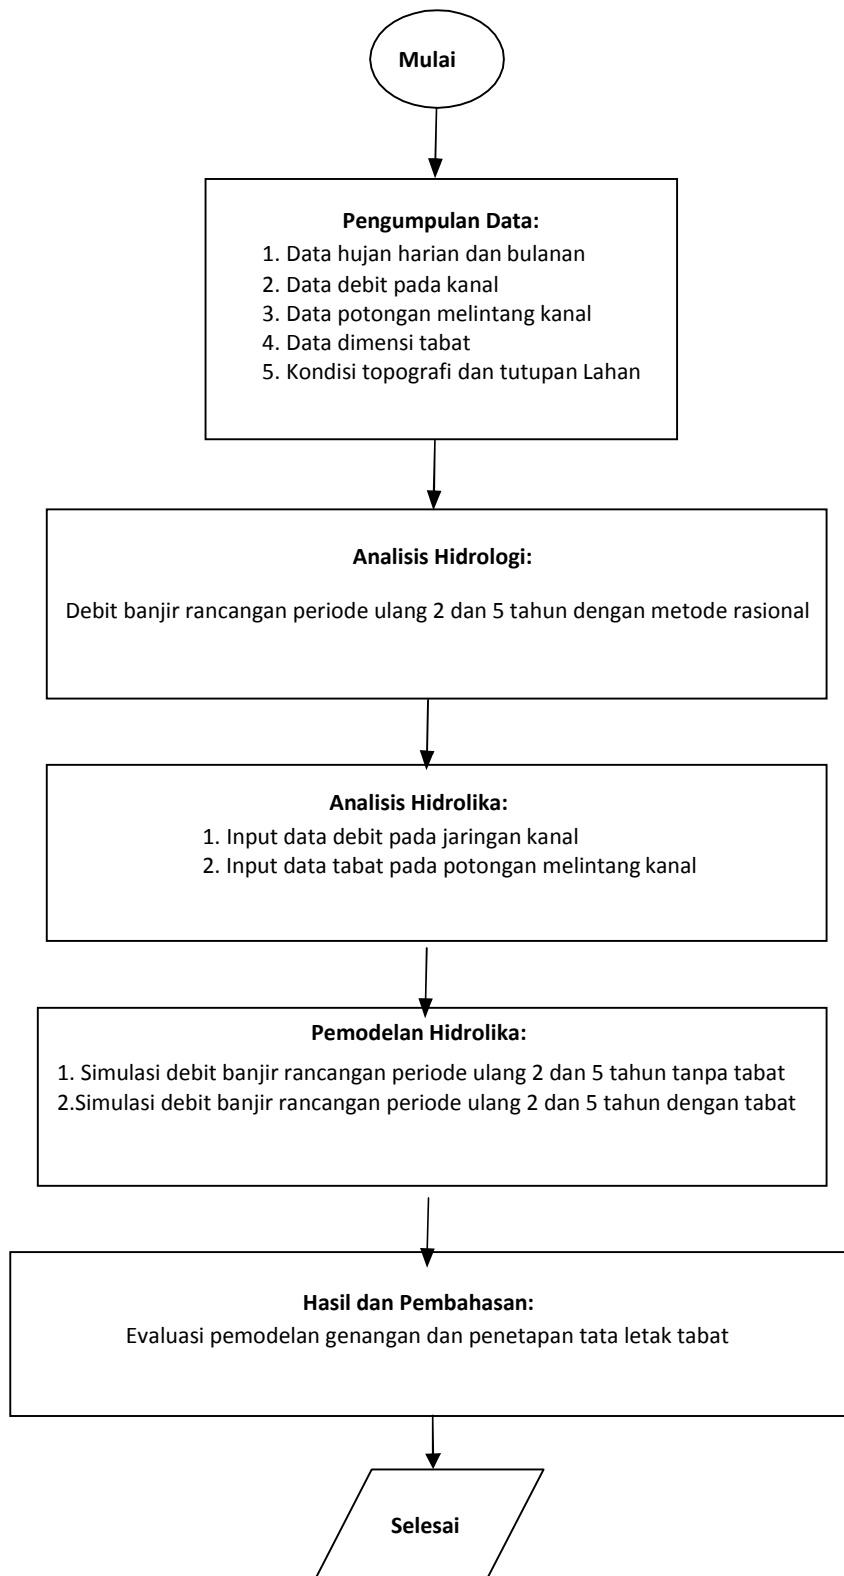 Mulai
Pengumpulan Data:
1. Data hujan harian dan bulanan
2. Data debit pada kanal
3. Data potongan melintang kanal
4. Data dimensi tabat
5. Kondisi topografi dan tutupan Lahan
Analisis Hidrologi:
Debit banjir rancangan periode ulang 2 dan 5 tahun dengan metode rasional
Analisis Hidrolika:
1. Input data debit pada jaringan kanal
2. Input data tabat pada potongan melintang kanal
Pemodelan Hidrolika:
1. Simulasi debit banjir rancangan periode ulang 2 dan 5 tahun tanpa tabat
2.Simulasi debit banjir rancangan periode ulang 2 dan 5 tahun dengan tabat
Hasil dan Pembahasan:
Evaluasi pemodelan genangan dan penetapan tata letak tabat
Selesai